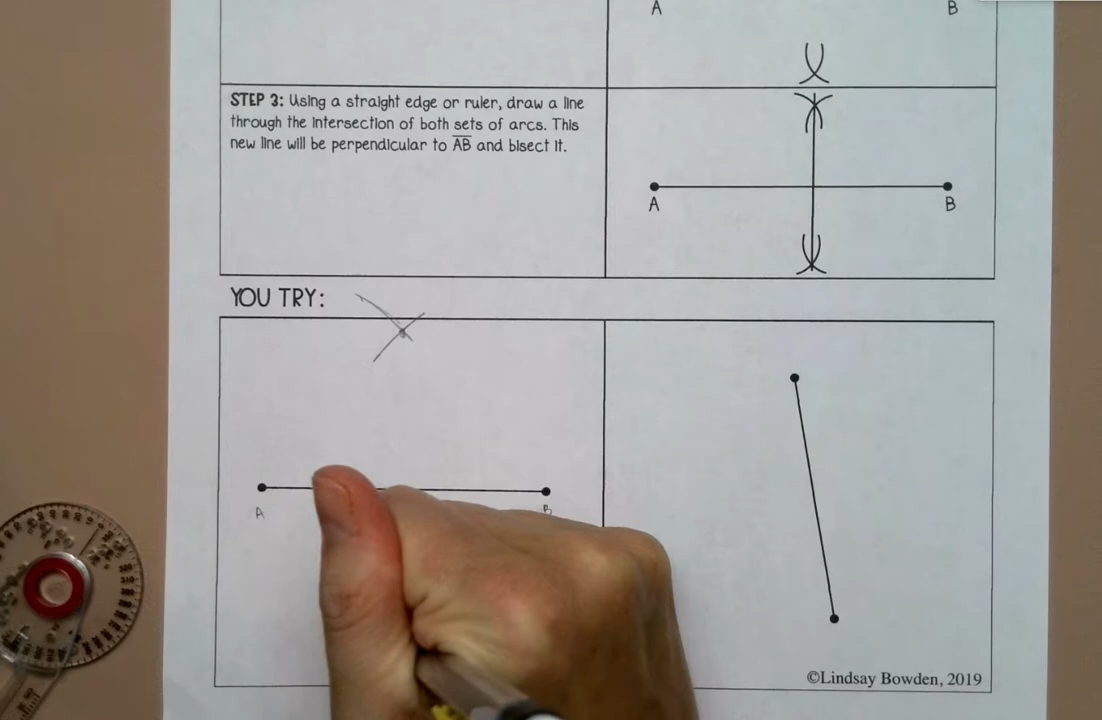 A B
STEP 3: Using a straight edge or ruler, draw a line
through the intersection of both sets of arcs. This
new line will be perpendicular to AB and bisect it.
A B
YOU TRY:
A B
©Lindsay Bowden, 2019